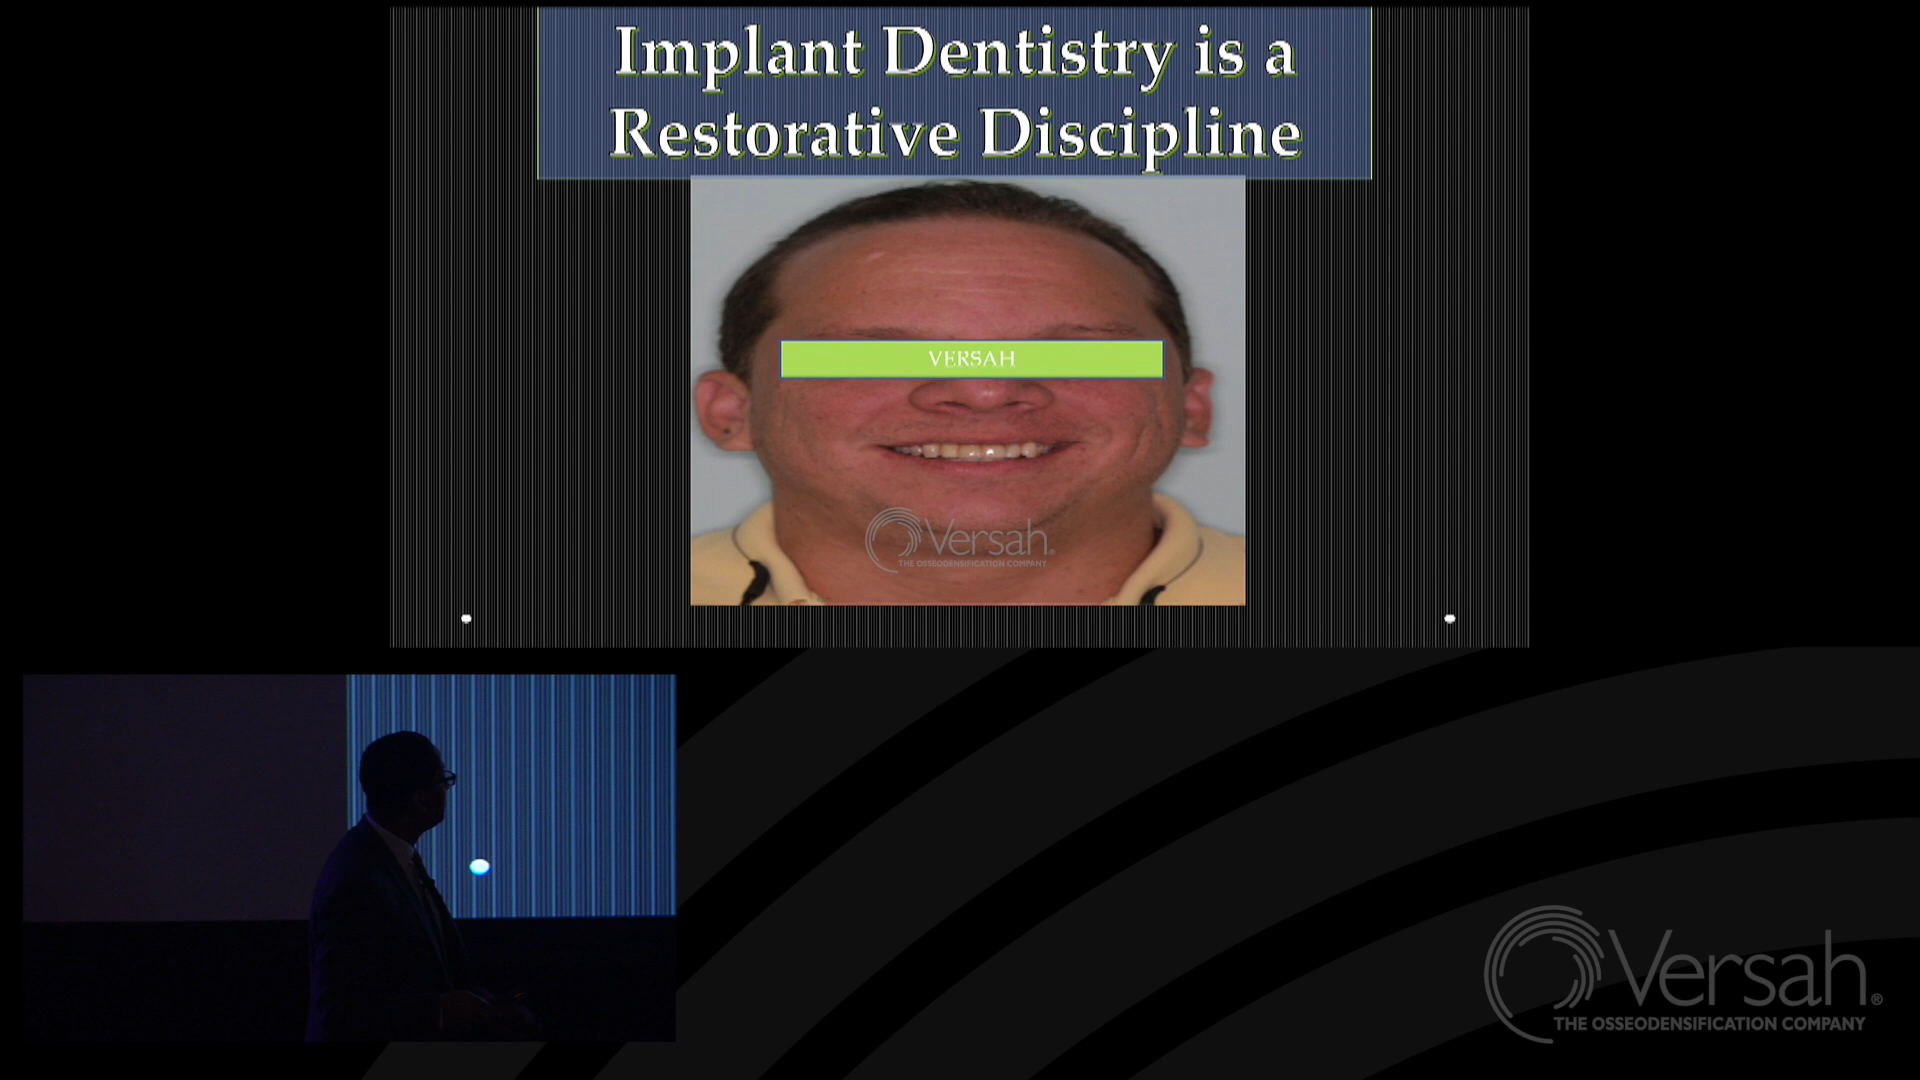 Implant Dentistry is a
Restorative Discipline
VERSAH
Versah®
THE OSSEODENSIFICATION COMPANY
Versah®
THE OSSEODENSIFICATION COMPANY